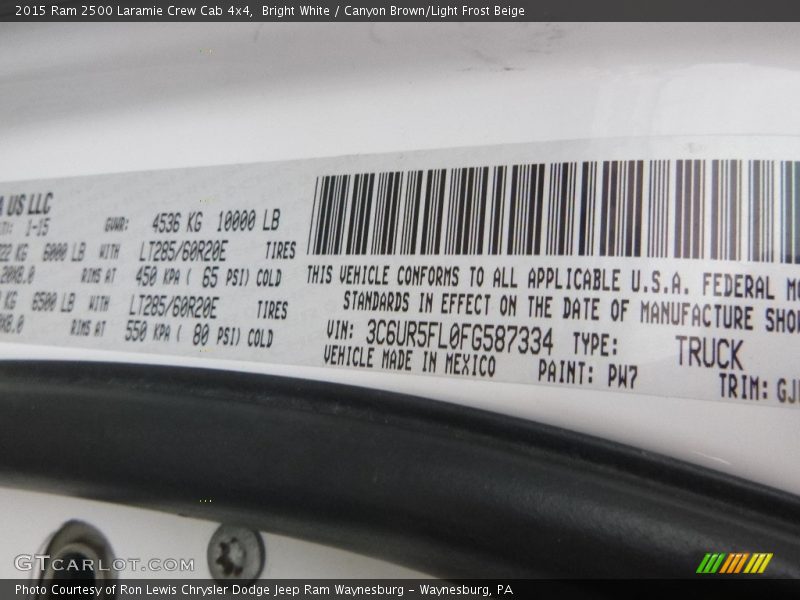 2015 Ram 2500 Laramie Crew Cab 4x4, Bright White / Canyon Brown/Light Frost Beige
US LLC
1-15
GVWR: 4536 KG 10000 LB
6000 LB WITH LT285/60R20E TIRES
RIMS AT 450 KPA ( 65 PSI) COLD
KG 6500 LB WITH LT285/60R20E TIRES
RIMS AT 550 KPA ( 80 PSI) COLD
THIS VEHICLE CONFORMS TO ALL APPLICABLE U.S.A. FEDERAL
STANDARDS IN EFFECT ON THE DATE OF MANUFACTURE
VIN: 3C6UR5FL0FG587334 TYPE: TRUCK
VEHICLE MADE IN MEXICO PAINT: PW7
TRIM:
GTCARLOT.COM
Photo Courtesy of Ron Lewis Chrysler Dodge Jeep Ram Waynesburg - Waynesburg, PA